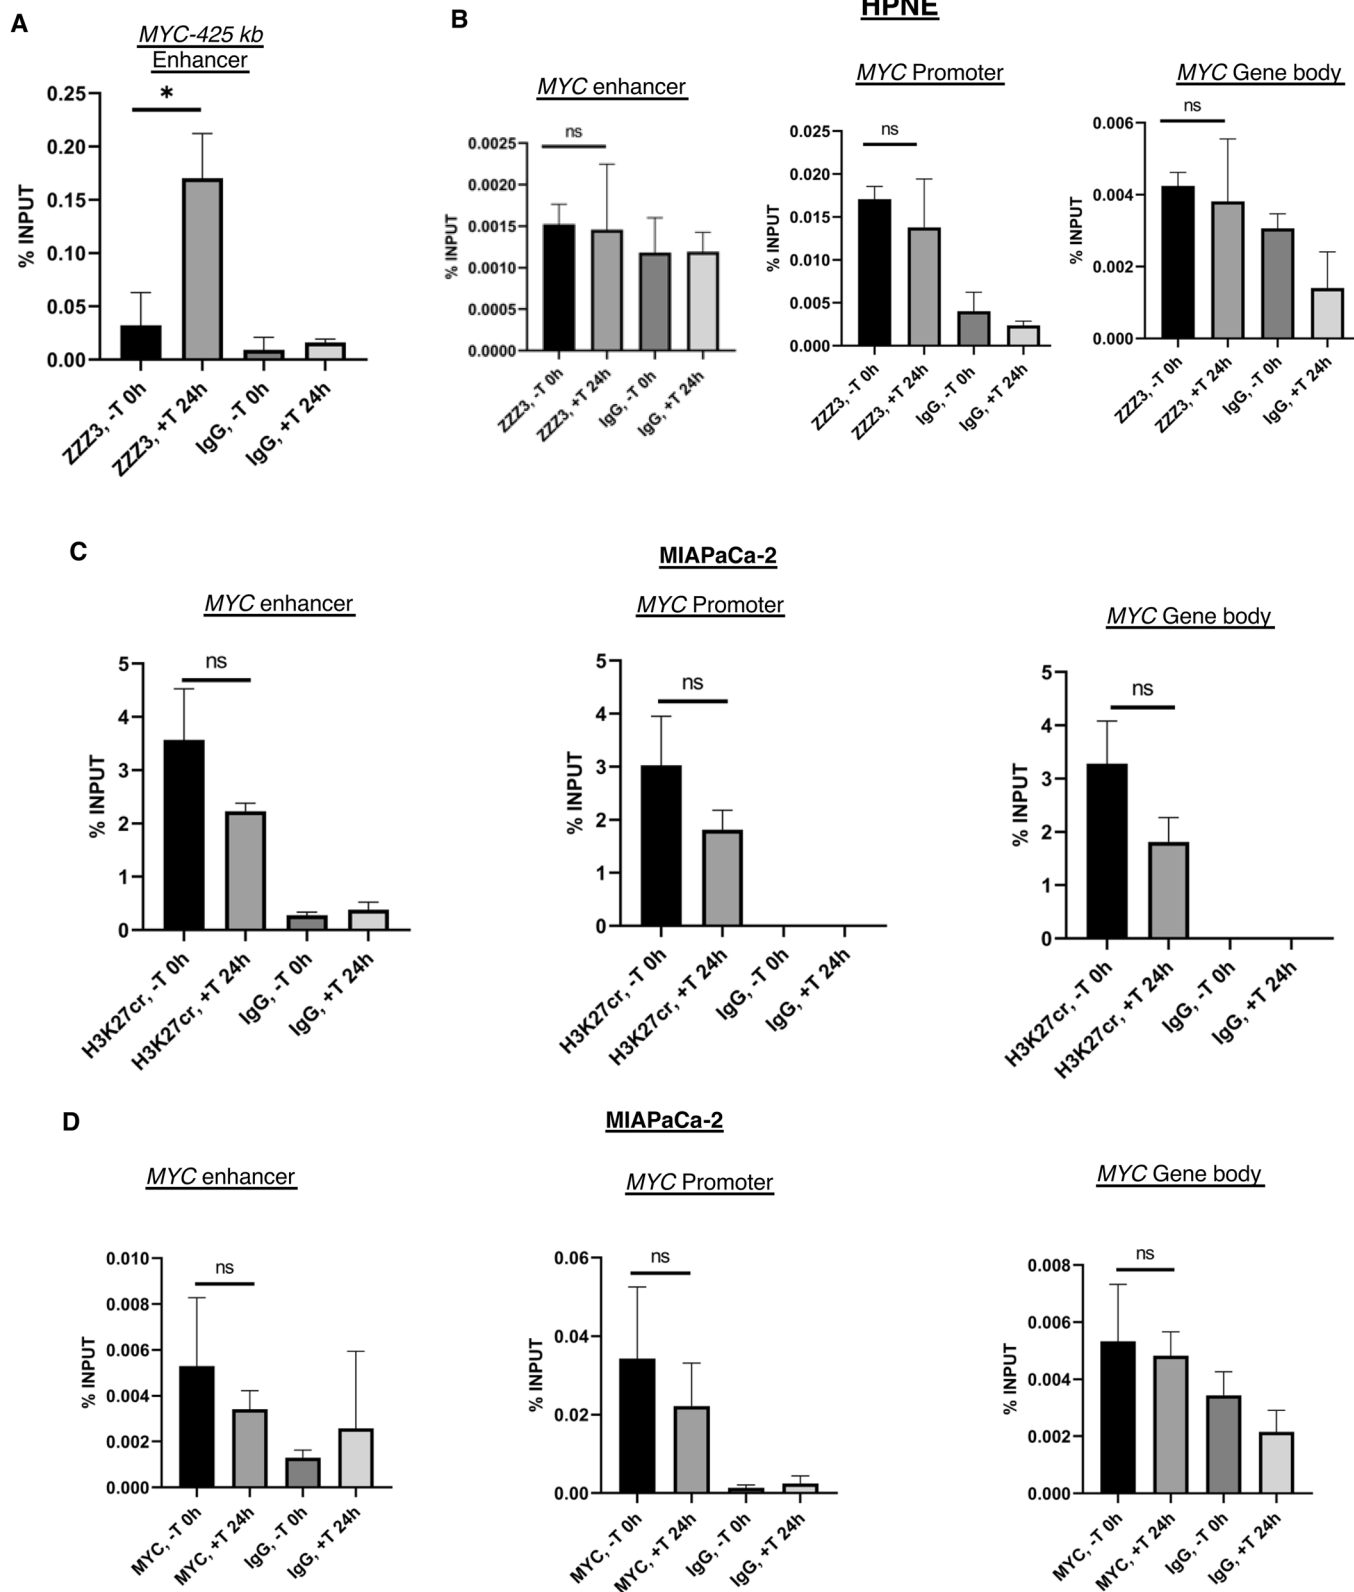 A
MYC-425 kb
Enhancer
*
0.25
0.20
0.15
0.10
0.05
0.00
% INPUT
ZZZ3, -T 0h
ZZZ3, +T 24h
IgG, -T 0h
IgG, +T 24h
B
HPNE
MYC enhancer
ns
0.0025
0.0020
0.0015
0.0010
0.0005
0.0000
% INPUT
ZZZ3, -T 0h
ZZZ3, +T 24h
IgG, -T 0h
IgG, +T 24h
MYC Promoter
ns
0.025
0.020
0.015
0.010
0.005
0.000
% INPUT
ZZZ3, -T 0h
ZZZ3, +T 24h
IgG, -T 0h
IgG, +T 24h
MYC Gene body
ns
0.006
0.004
0.002
0.000
% INPUT
ZZZ3, -T 0h
ZZZ3, +T 24h
IgG, -T 0h
IgG, +T 24h
C
MIAPaCa-2
MYC enhancer
ns
5
4
3
2
1
0
% INPUT
H3K27cr, -T 0h
H3K27cr, +T 24h
IgG, -T 0h
IgG, +T 24h
MYC Promoter
ns
5
4
3
2
1
0
% INPUT
H3K27cr, -T 0h
H3K27cr, +T 24h
IgG, -T 0h
IgG, +T 24h
MYC Gene body
ns
5
4
3
2
1
0
% INPUT
H3K27cr, -T 0h
H3K27cr, +T 24h
IgG, -T 0h
IgG, +T 24h
D
MIAPaCa-2
MYC enhancer
ns
0.010
0.008
0.006
0.004
0.002
0.000
% INPUT
MYC, -T 0h
MYC, +T 24h
IgG, -T 0h
IgG, +T 24h
MYC Promoter
ns
0.06
0.04
0.02
0.00
% INPUT
MYC, -T 0h
MYC, +T 24h
IgG, -T 0h
IgG, +T 24h
MYC Gene body
ns
0.008
0.006
0.004
0.002
0.000
% INPUT
MYC, -T 0h
MYC, +T 24h
IgG, -T 0h
IgG, +T 24h